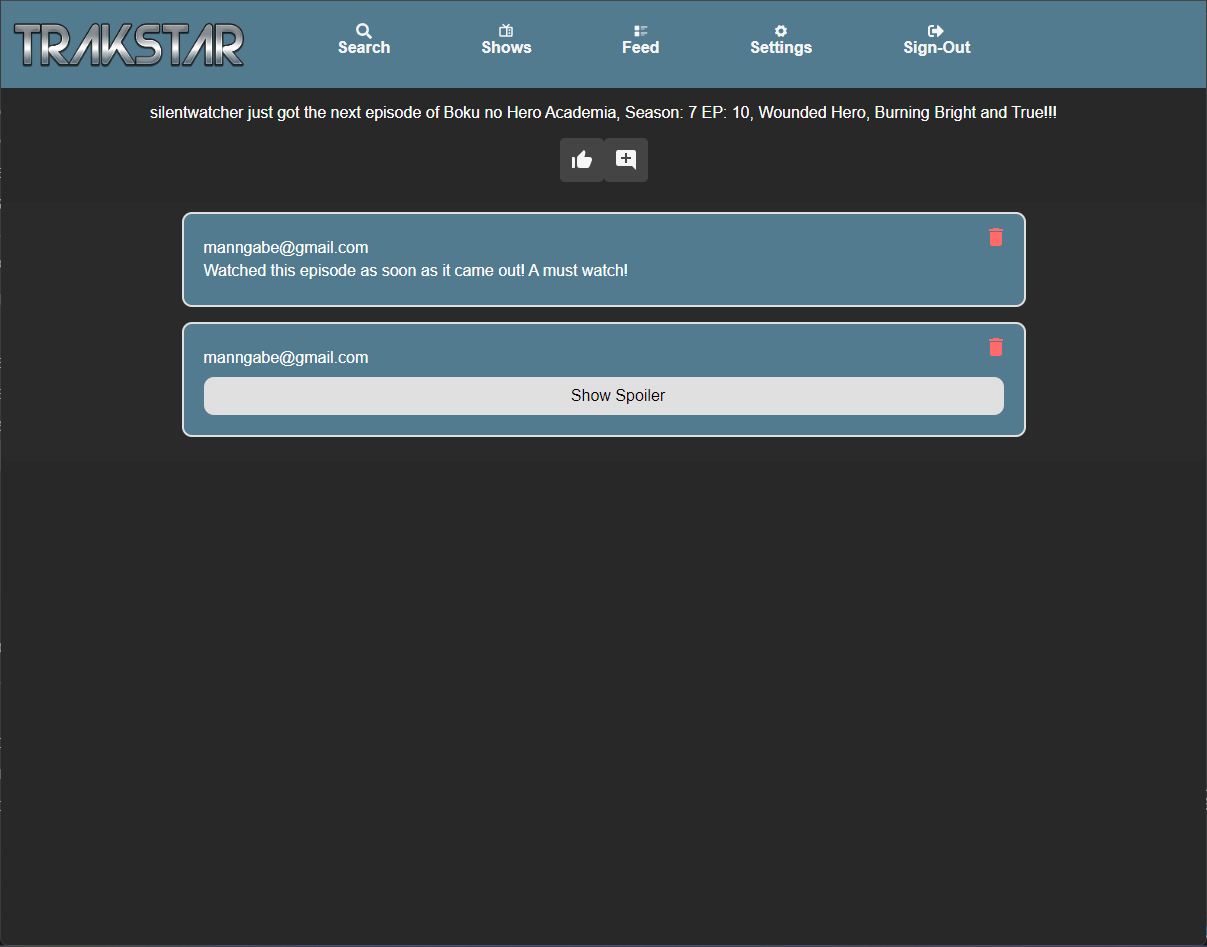 TRAKSTAR
Search
Shows
Feed
Settings
Sign-Out
silentwatcher just got the next episode of Boku no Hero Academia, Season: 7 EP: 10, Wounded Hero, Burning Bright and True!!!
manngabe@gmail.com
Watched this episode as soon as it came out! A must watch!
manngabe@gmail.com
Show Spoiler